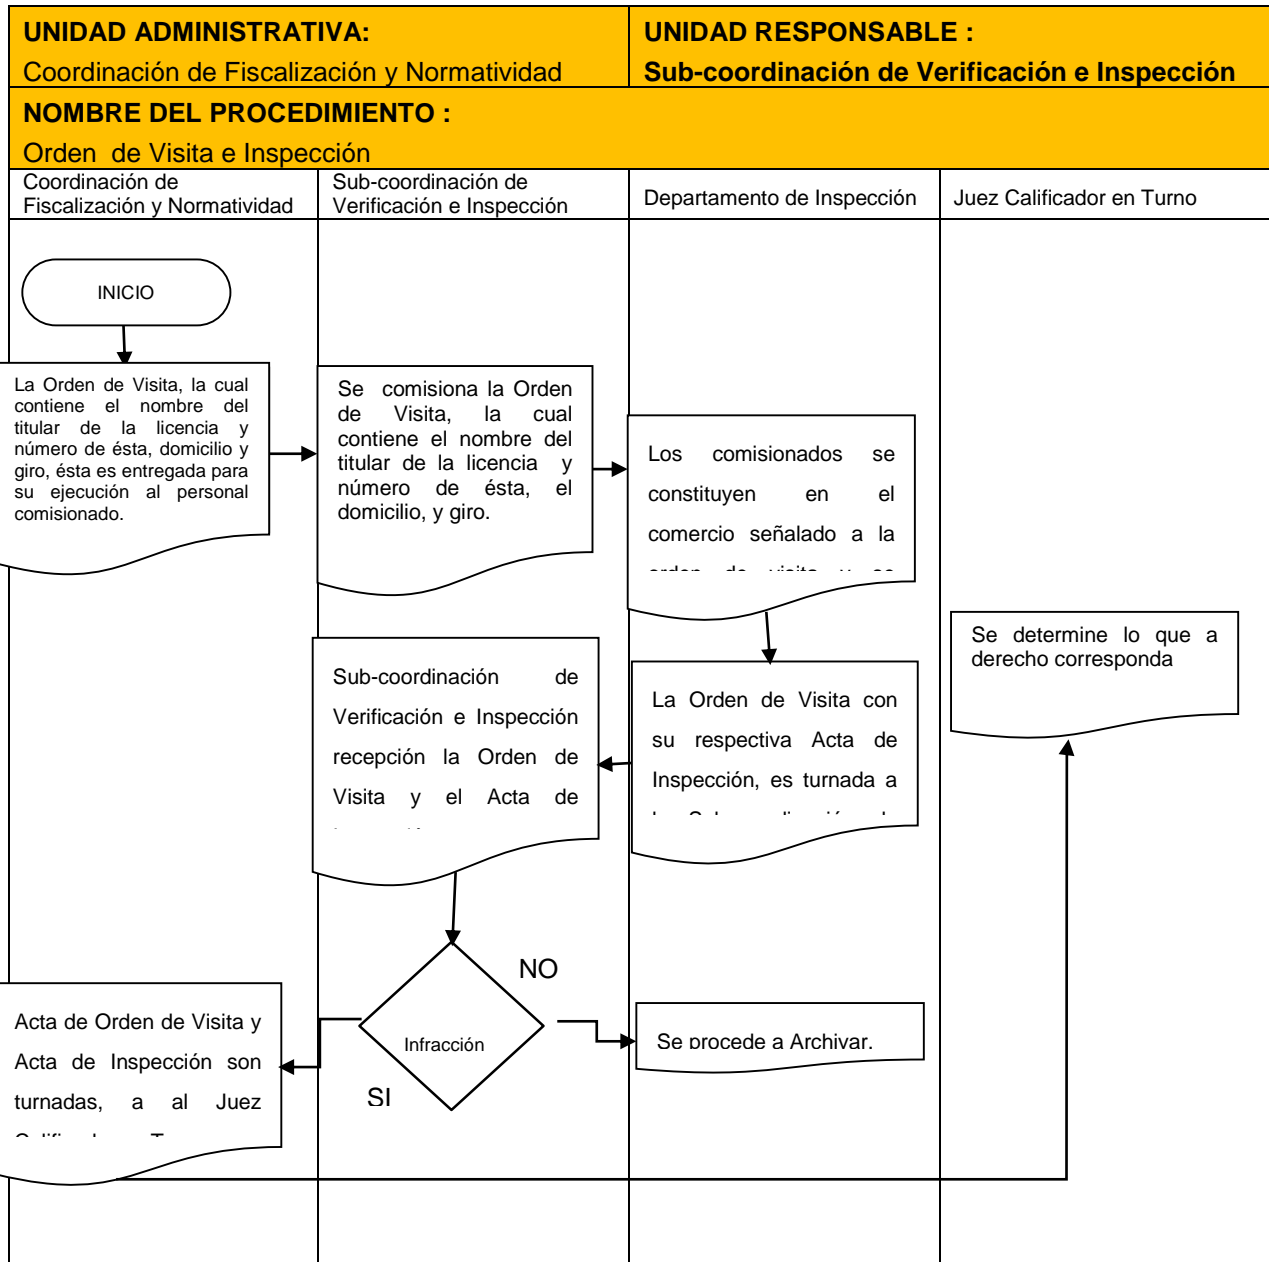 UNIDAD ADMINISTRATIVA:
Coordinación de Fiscalización y Normatividad
UNIDAD RESPONSABLE :
Sub-coordinación de Verificación e Inspección
NOMBRE DEL PROCEDIMIENTO :
Orden de Visita e Inspección
Coordinación de
Fiscalización y Normatividad
Sub-coordinación de
Verificación e Inspección
Departamento de Inspección
Juez Calificador en Turno
INICIO
La Orden de Visita, la cual
contiene el nombre del
titular de la licencia y
número de ésta, domicilio y
giro, ésta es entregada para
su ejecución al personal
comisionado.
Se comisiona la Orden
de Visita, la cual
contiene el nombre del
titular de la licencia y
número de ésta, el
domicilio, y giro.
Los comisionados se
constituyen en el
comercio señalado a la
orden de visita y se
Se determine lo que a
derecho corresponda
Sub-coordinación de
Verificación e Inspección
recepción la Orden de
Visita y el Acta de
La Orden de Visita con
su respectiva Acta de
Inspección, es turnada a
NO
Infracción
SI
Se procede a Archivar.
Acta de Orden de Visita y
Acta de Inspección son
turnadas, a al Juez